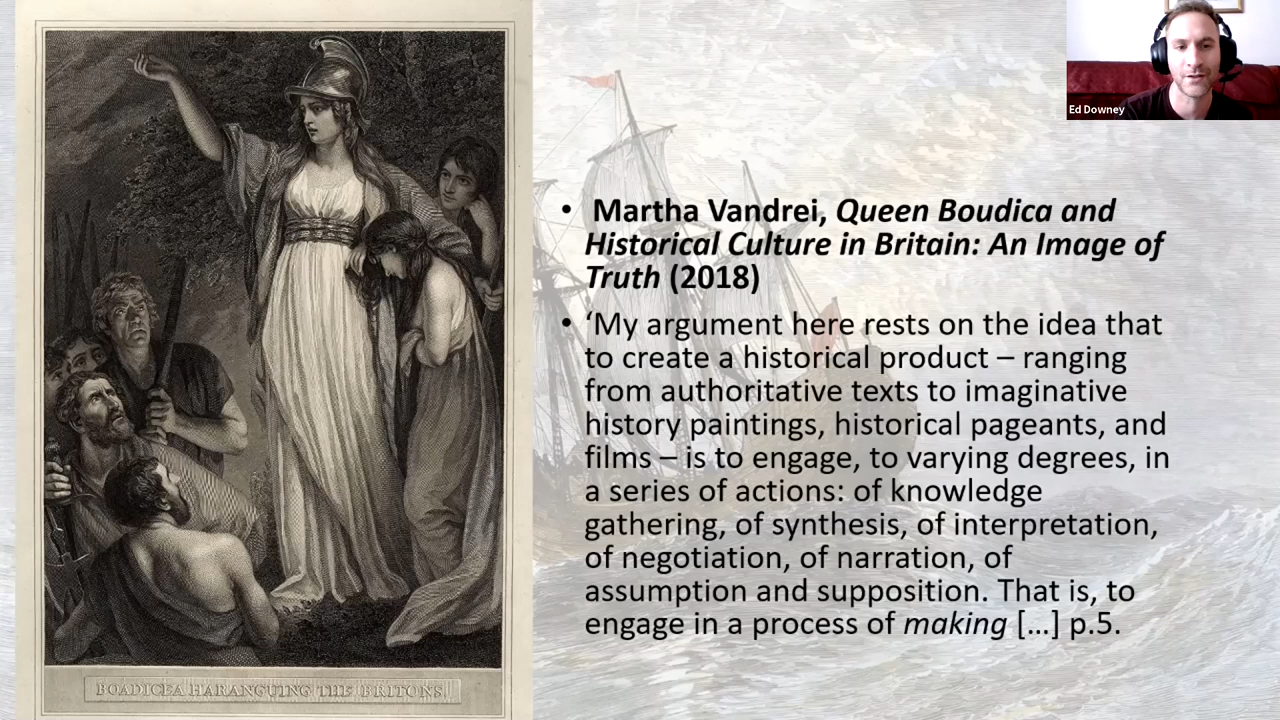 Ed Downey
• Martha Vandrei, Queen Boudica and
Historical Culture in Britain: An Image of
Truth (2018)
• ‘My argument here rests on the idea that
to create a historical product – ranging
from authoritative texts to imaginative
history paintings, historical pageants, and
films – is to engage, to varying degrees, in
a series of actions: of knowledge
gathering, of synthesis, of interpretation,
of negotiation, of narration, of
assumption and supposition. That is, to
engage in a process of making […] p.5.
BOADICEA HARANGUING THE BRITONS.